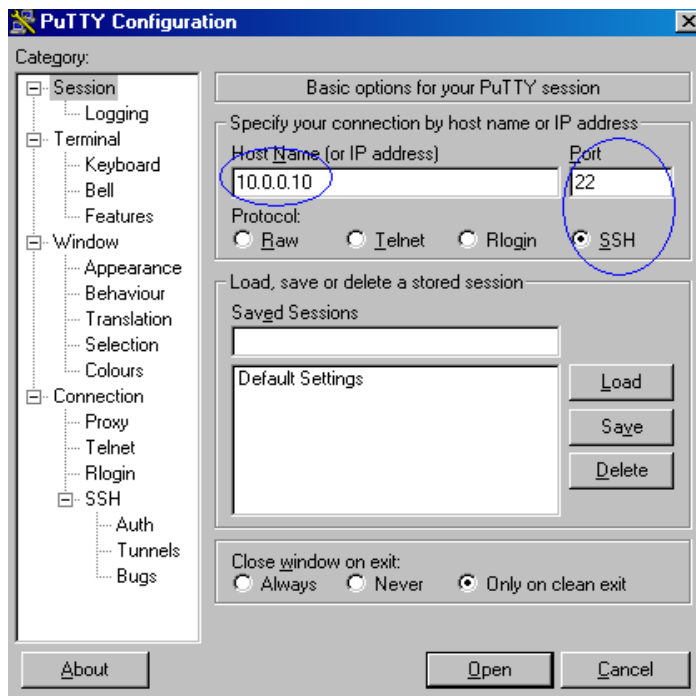 PuTTY Configuration
Category:
Session
Logging
Terminal
Keyboard
Bell
Features
Window
Appearance
Behaviour
Translation
Selection
Colours
Connection
Proxy
Telnet
Rlogin
SSH
Auth
Tunnels
Bugs
Basic options for your PuTTY session
Specify your connection by host name or IP address
Host Name (or IP address) Port
10.0.0.10 22
Protocol:
Raw Telnet Rlogin SSH
Load, save or delete a stored session
Saved Sessions
Default Settings
Load
Save
Delete
Close window on exit:
Always Never Only on clean exit
About Open Cancel